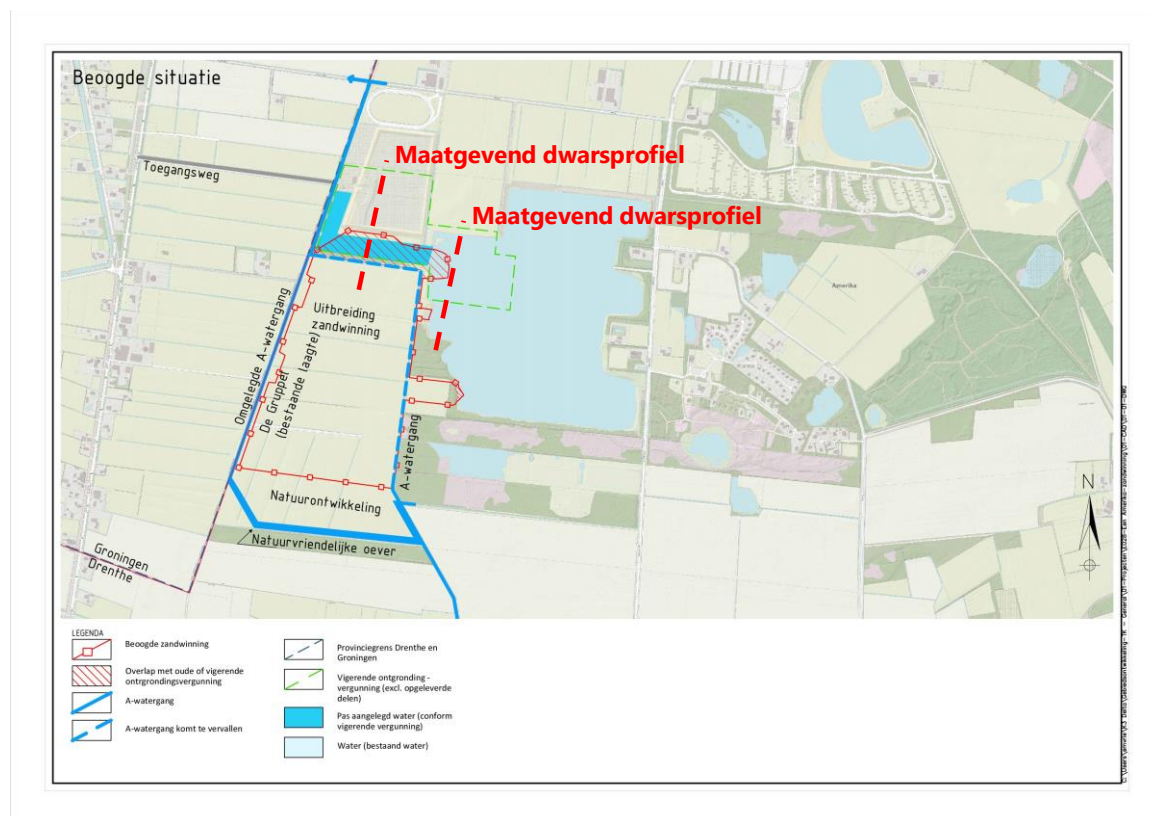 Beoogde situatie
Maatgevend dwarsprofiel
Toegangsweg
Maatgevend dwarsprofiel
Amerika
Uitbreiding
zandwinning
Omgelegde A-watergang
De Gruppel
(bestaande laagte)
A-watergang
Natuurontwikkeling
N
Natuurvriendelijke oever
Groningen
Drenthe
LEGENDA
Beoogde zandwinning
Overlap met oude of vigerende
ontrgrondingsvergunning
A-watergang
A-watergang komt te vervallen
Provinciegrens Drenthe en
Groningen
Vigerende ontgronding -
vergunning (excl. opgeleverde
delen)
Pas aangelegd water (conform
vigerende vergunning)
Water (bestaand water)